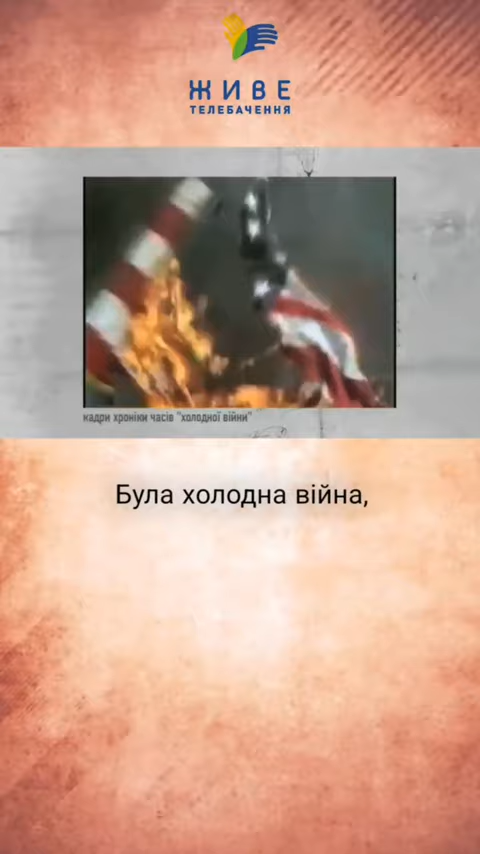 ЖИВЕ
ТЕЛЕБАЧЕННЯ
кадри хроніки часів "холодної війни"
Була холодна війна,